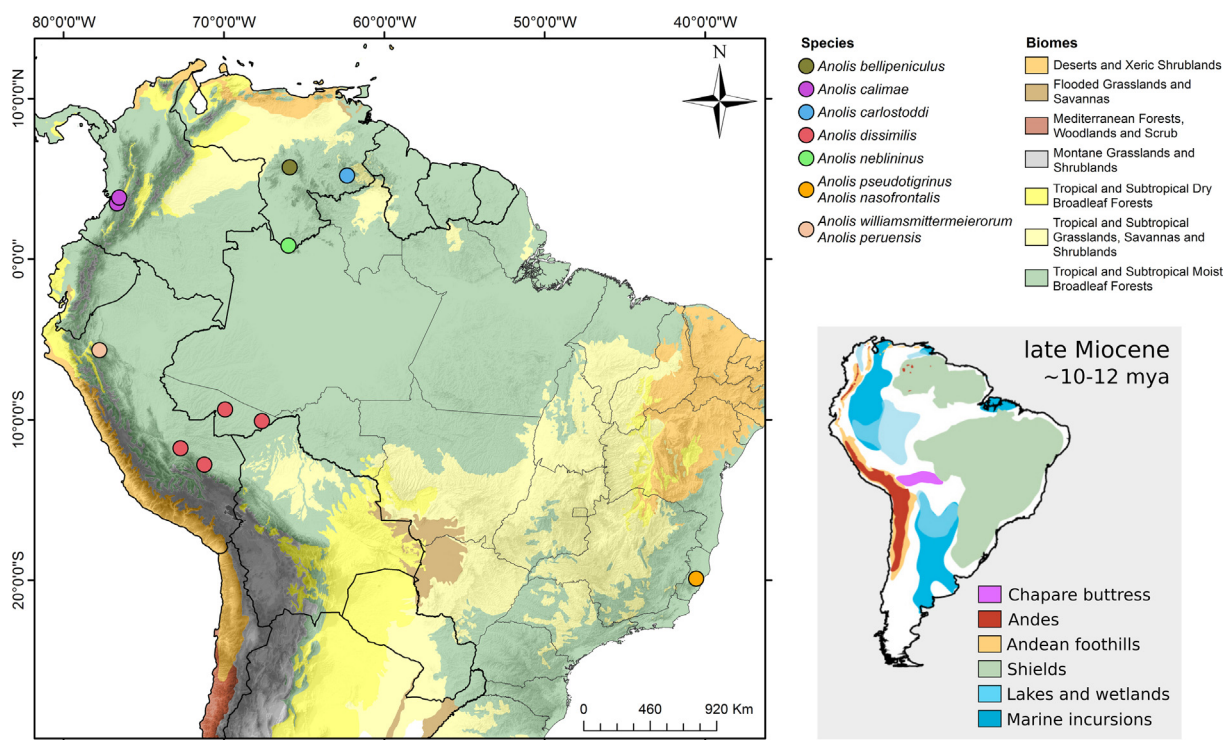 80°0'0"W 70°0'0"W 60°0'0"W 50°0'0"W 40°0'0"W
10°0'0"N
0°0'0"
10°0'0"S
20°0'0"S
N
0 460 920 Km
Species
Anolis bellipeniculus
Anolis calimae
Anolis carlostoddi
Anolis dissimilis
Anolis neblininus
Anolis pseudotigrinus
Anolis nasofrontalis
Anolis williamsmittermeierorum
Anolis peruensis
Biomes
Deserts and Xeric Shrublands
Flooded Grasslands and
Savannas
Mediterranean Forests,
Woodlands and Scrub
Montane Grasslands and
Shrublands
Tropical and Subtropical Dry
Broadleaf Forests
Tropical and Subtropical
Grasslands, Savannas and
Shrublands
Tropical and Subtropical Moist
Broadleaf Forests
late Miocene
~10-12 mya
Chapare buttress
Andes
Andean foothills
Shields
Lakes and wetlands
Marine incursions